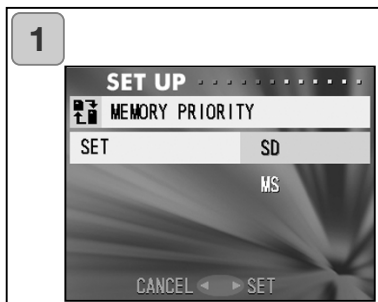 1
SET UP
MEMORY PRIORITY
SET SD
MS
CANCEL ◄ ► SET